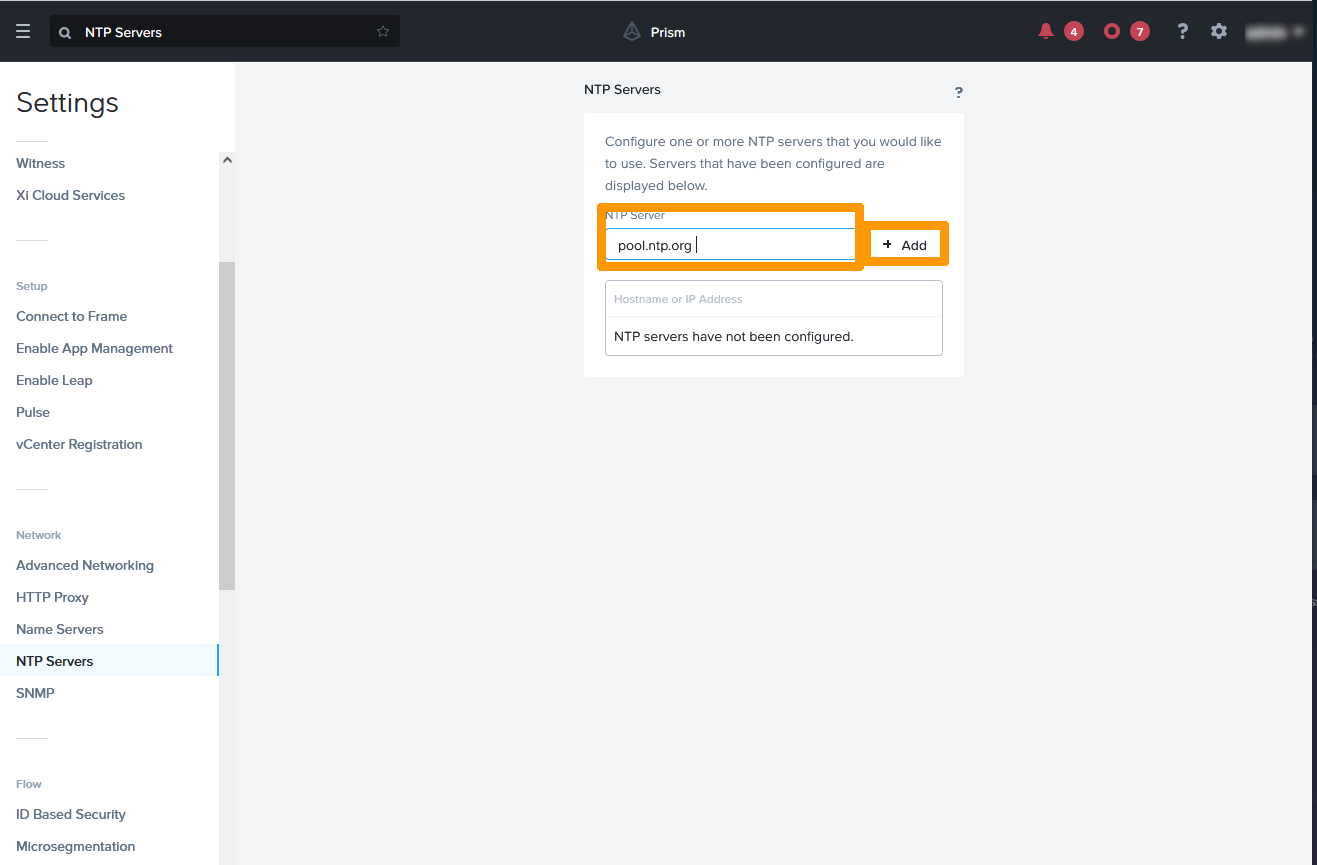 NTP Servers
Prism
4
7
?
Settings
Witness
Xi Cloud Services
Setup
Connect to Frame
Enable App Management
Enable Leap
Pulse
vCenter Registration
Network
Advanced Networking
HTTP Proxy
Name Servers
NTP Servers
SNMP
Flow
ID Based Security
Microsegmentation
NTP Servers
?
Configure one or more NTP servers that you would like
to use. Servers that have been configured are
displayed below.
NTP Server
pool.ntp.org
+ Add
Hostname or IP Address
NTP servers have not been configured.